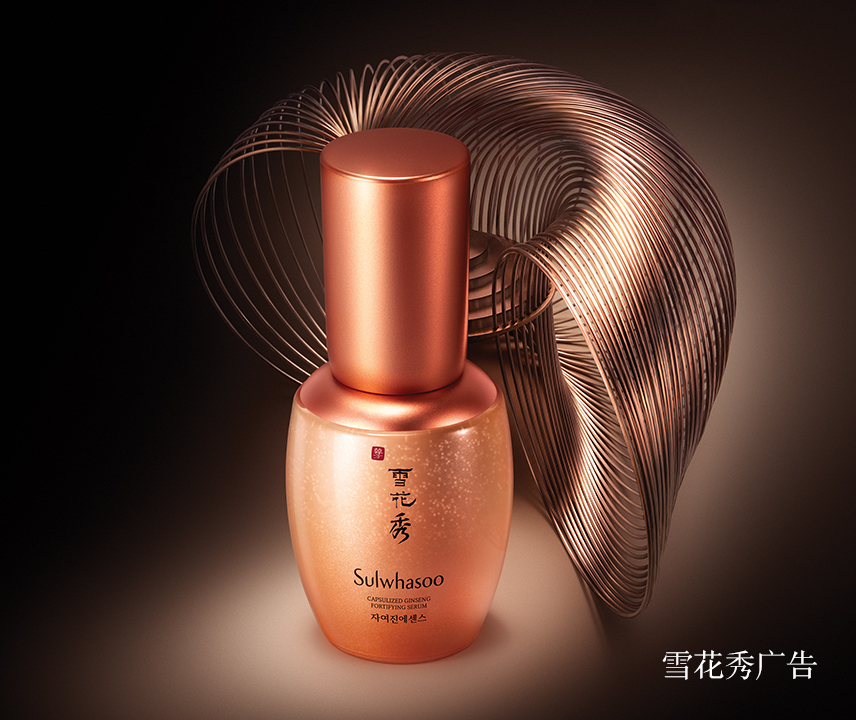 雪
花
秀
Sulwhasoo
CAPSULIZED GINSENG
FORTIFYING SERUM
자여진에센스
雪花秀广告